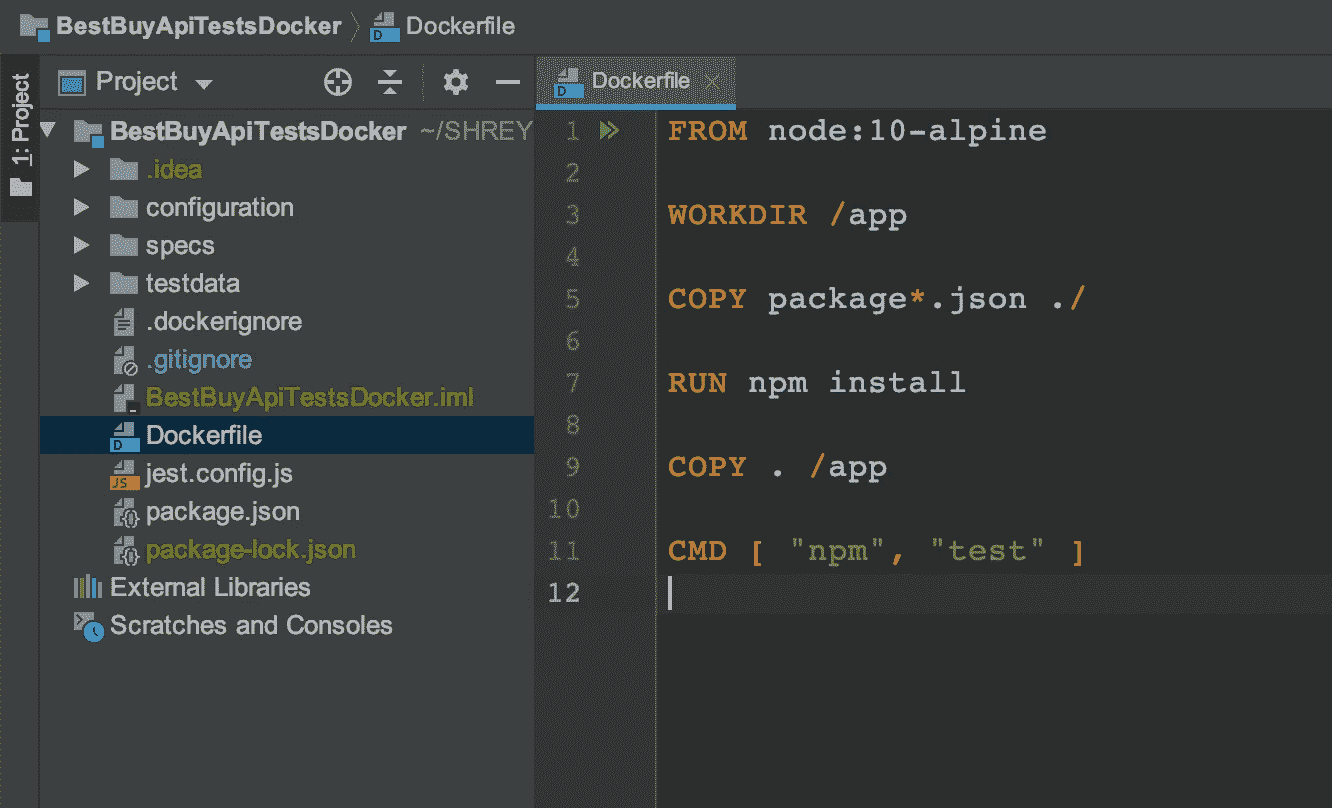 BestBuyApiTestsDocker Dockerfile
1: Project
Project
BestBuyApiTestsDocker ~/SHREY
.idea
configuration
specs
testdata
.dockerignore
.gitignore
BestBuyApiTestsDocker.iml
Dockerfile
jest.config.js
package.json
package-lock.json
External Libraries
Scratches and Consoles
Dockerfile
1 FROM node:10-alpine
2
3 WORKDIR /app
4
5 COPY package*.json ./
6
7 RUN npm install
8
9 COPY . /app
10
11 CMD [ "npm", "test" ]
12